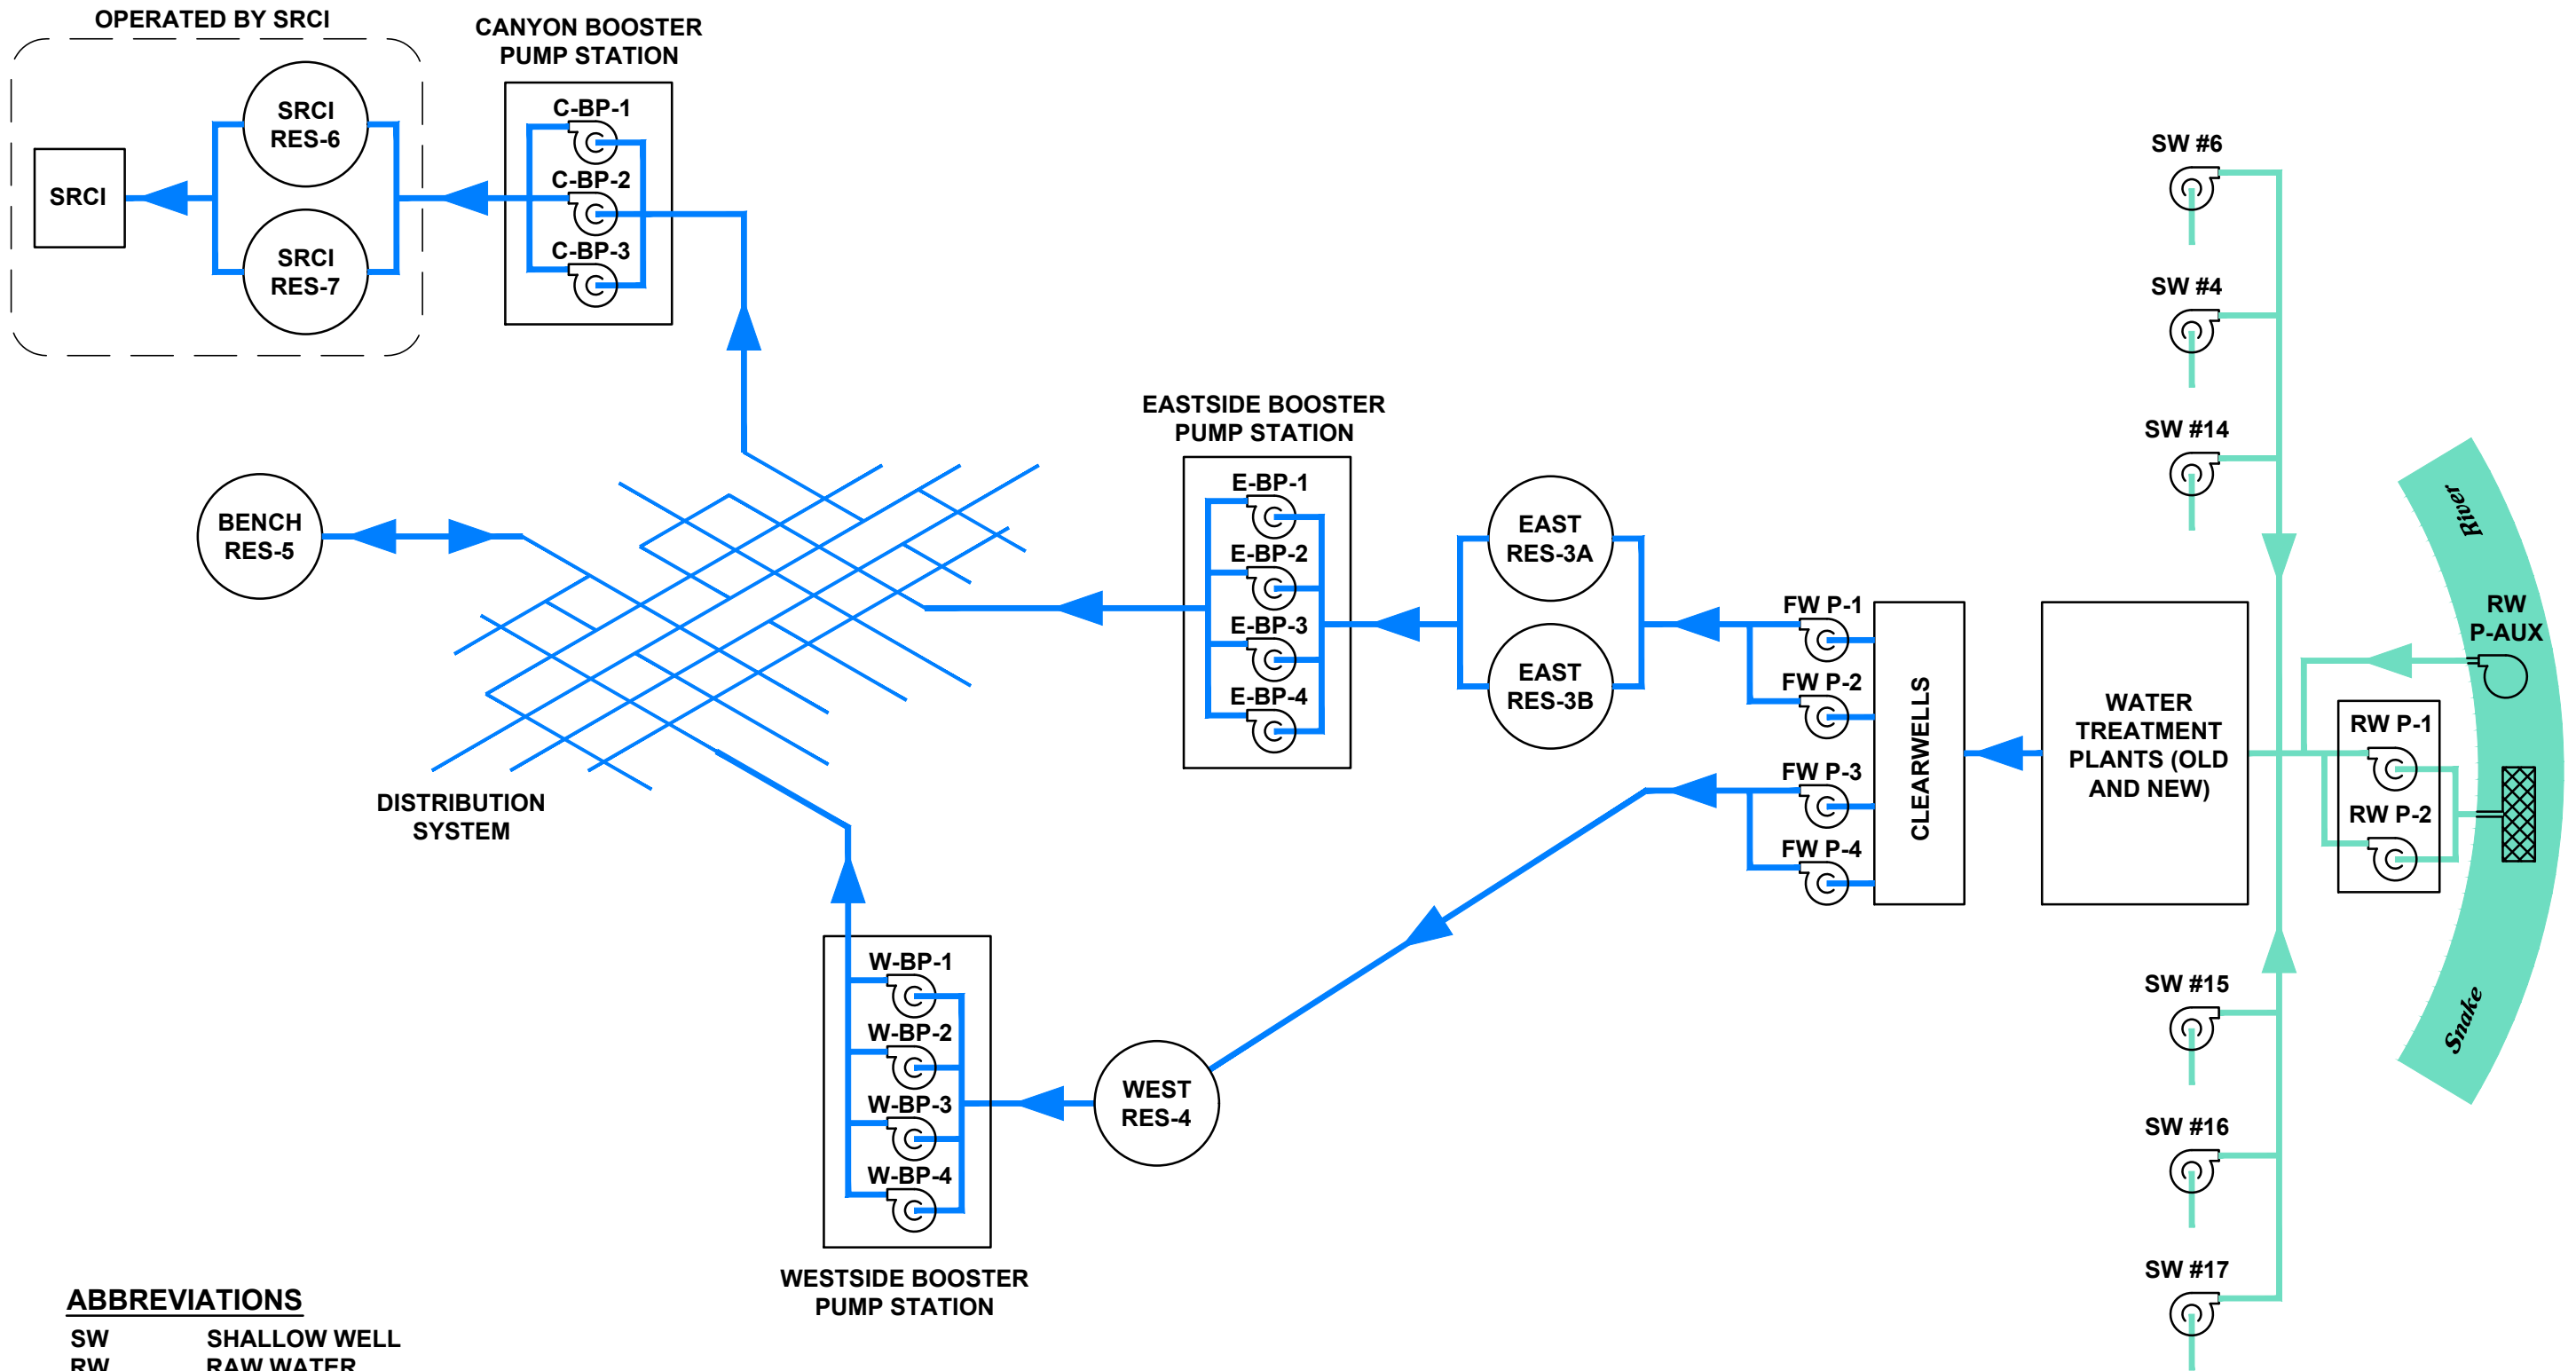 OPERATED BY SRCI
CANYON BOOSTER
PUMP STATION
SRCI
RES-6
SRCI
SRCI
RES-7
C-BP-1
C-BP-2
C-BP-3
SW #6
SW #4
SW #14
EASTSIDE BOOSTER
PUMP STATION
E-BP-1
E-BP-2
E-BP-3
E-BP-4
BENCH
RES-5
EAST
RES-3A
EAST
RES-3B
FW P-1
FW P-2
FW P-3
FW P-4
CLEARWELLS
WATER
TREATMENT
PLANTS (OLD
AND NEW)
River
RW
P-AUX
RW P-1
RW P-2
Snake
DISTRIBUTION
SYSTEM
W-BP-1
W-BP-2
W-BP-3
W-BP-4
WEST
RES-4
SW #15
SW #16
SW #17
WESTSIDE BOOSTER
PUMP STATION
ABBREVIATIONS
SW SHALLOW WELL
RW RAW WATER